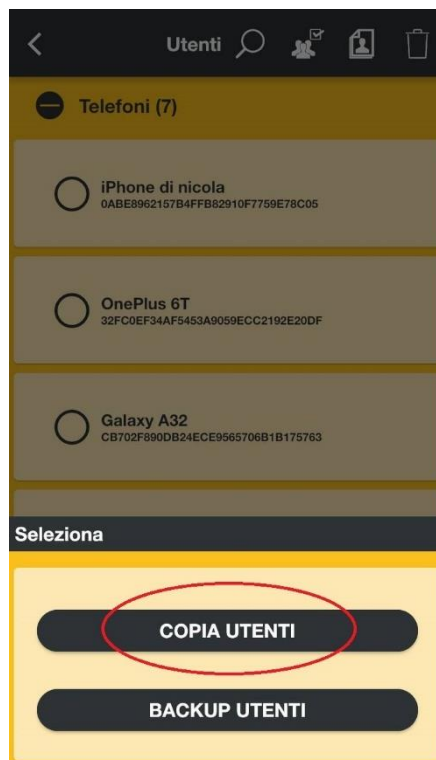 Utenti
Telefoni (7)
iPhone di nicola
0ABE8962157B4FFB82910F7759E78C05
OnePlus 6T
32FC0EF34AF5453A9059ECC2192E20DF
Galaxy A32
CB702F890DB24ECE9565706B1B175763
Seleziona
COPIA UTENTI
BACKUP UTENTI